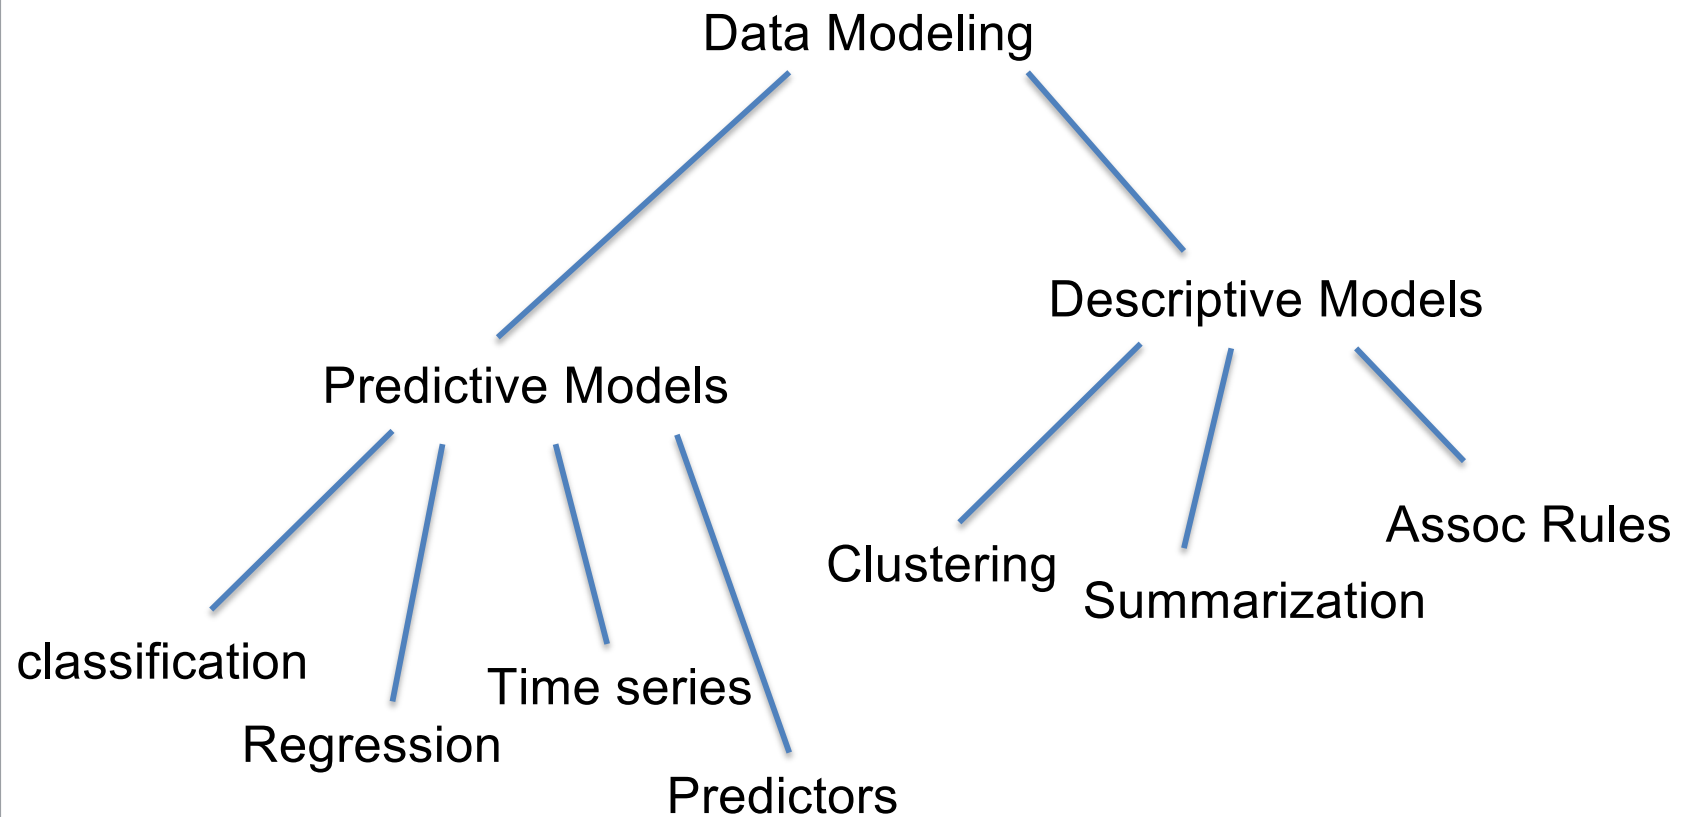 Data Modeling
Descriptive Models
Predictive Models
Assoc Rules
Clustering
Summarization
classification
Time series
Regression
Predictors